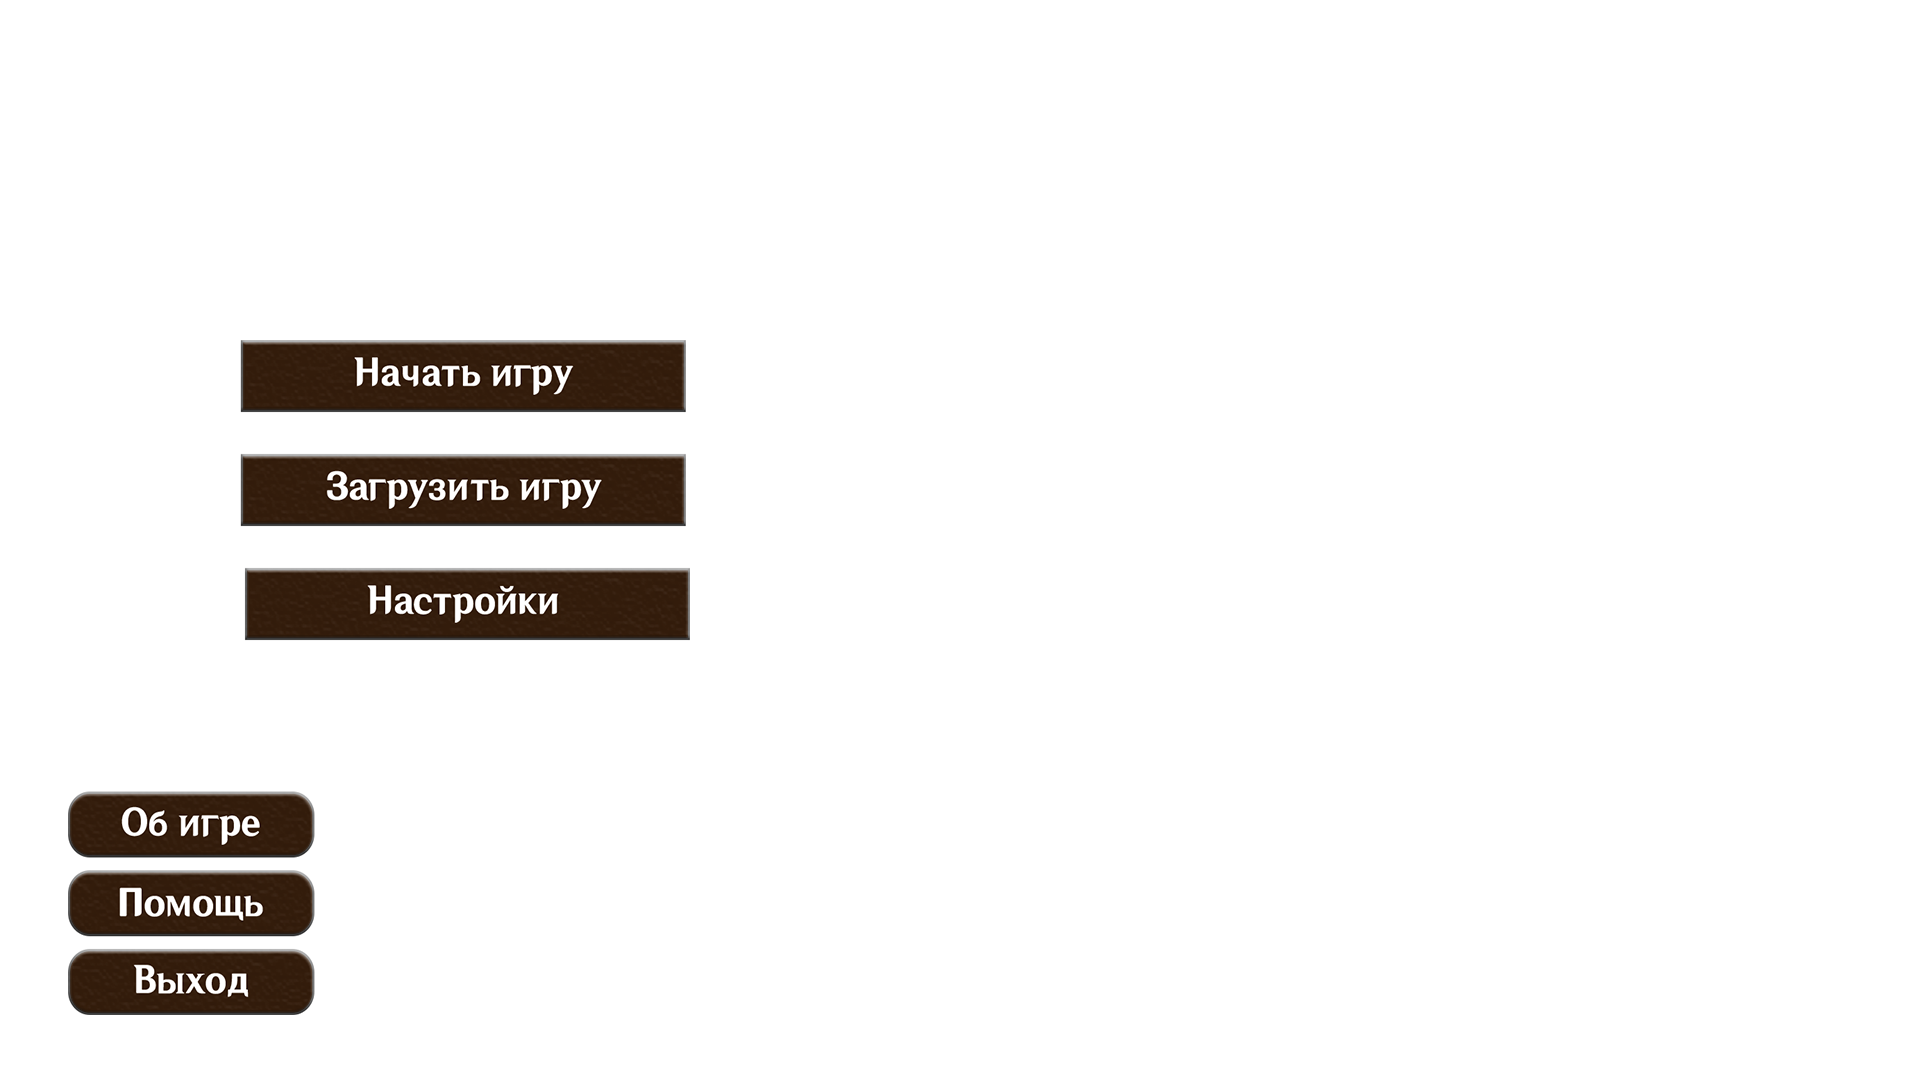 Начать игру
Загрузить игру
Настройки
Об игре
Помощь
Выход